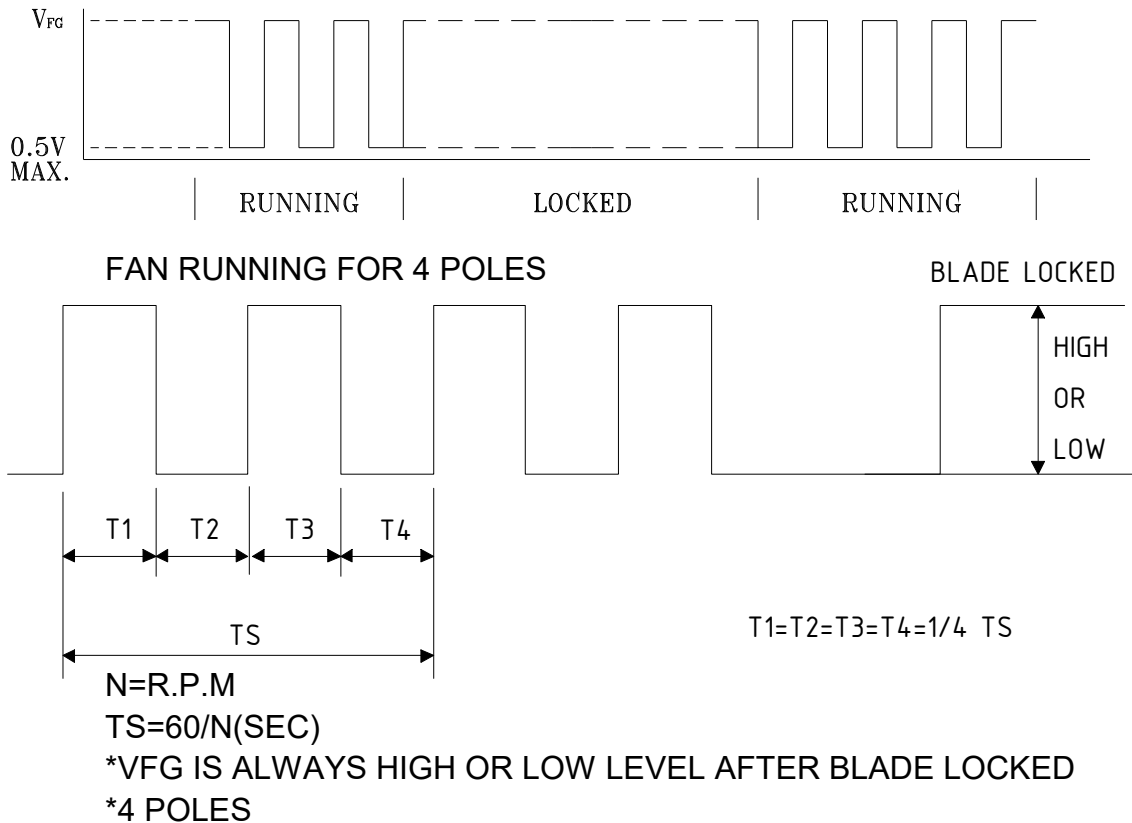 VFG
0.5V
MAX.
RUNNING LOCKED RUNNING
FAN RUNNING FOR 4 POLES
BLADE LOCKED
HIGH
OR
LOW
T1 T2 T3 T4
TS
T1=T2=T3=T4=1/4 TS
N=R.P.M
TS=60/N(SEC)
*VFG IS ALWAYS HIGH OR LOW LEVEL AFTER BLADE LOCKED
*4 POLES